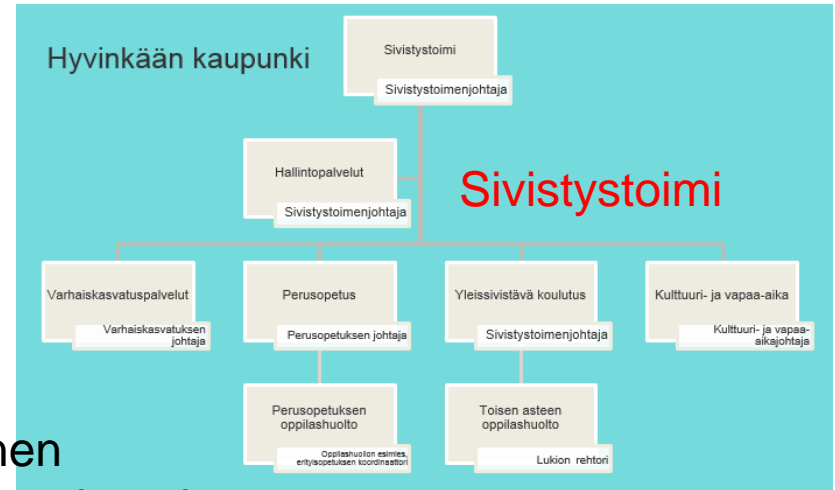 Hyvinkään kaupunki
Sivistystoimi
Sivistystoimenjohtaja
Hallintopalvelut
Sivistystoimenjohtaja
Sivistystoimi
Varhaiskasvatuspalvelut
Varhaiskasvatuksen
johtaja
Perusopetus
Perusopetuksen johtaja
Yleissivistävä koulutus
Sivistystoimenjohtaja
Kulttuuri- ja vapaa-aika
Kulttuuri- ja vapaa-
aikajohtaja
Perusopetuksen
oppilashuolto
Oppilashuollon esimies,
erityisopetuksen koordinaattori
Toisen asteen
oppilashuolto
Lukion rehtori
nen